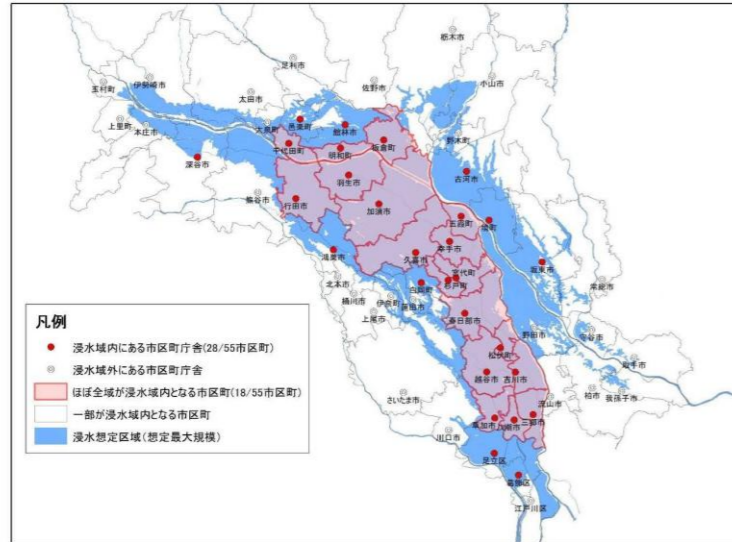 栃木市
足利市
小山市
佐野市
伊勢崎市
玉村町
太田市
上里町
本庄市
大泉町
邑楽町
館林市
野木町
千代田町
明和町
板倉町
深谷市
古河市
羽生市
熊谷市
行田市
加須市
五霞町
境町
幸手市
鴻巣市
久喜市
坂東市
宮代町
杉戸町
北本市
白岡町
常総市
桶川市
伊奈町
蓮田市
上尾市
春日部市
野田市
守谷市
松伏町
取手市
越谷市
吉川市
柏市
我孫子市
さいたま市
流山市
草加市
八潮市
三郷市
川口市
足立区
葛飾区
江戸川区
凡例
浸水域内にある市区町庁舎(28/55市区町)
浸水域外にある市区町庁舎
ほぼ全域が浸水域内となる市区町(18/55市区町)
一部が浸水域内となる市区町
浸水想定区域(想定最大規模)